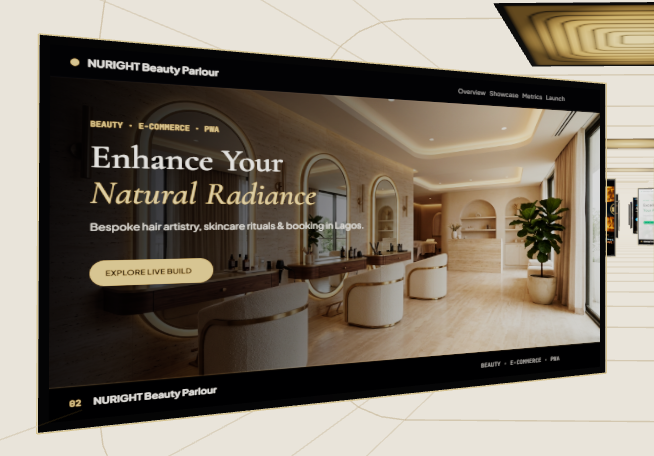 NURIGHT Beauty Parlour
Overview Showcase Metrics Launch
BEAUTY · E-COMMERCE · PWA
Enhance Your
Natural Radiance
Bespoke hair artistry, skincare rituals & booking in Lagos.
EXPLORE LIVE BUILD
BEAUTY · E-COMMERCE · PWA
02 NURIGHT Beauty Parlour